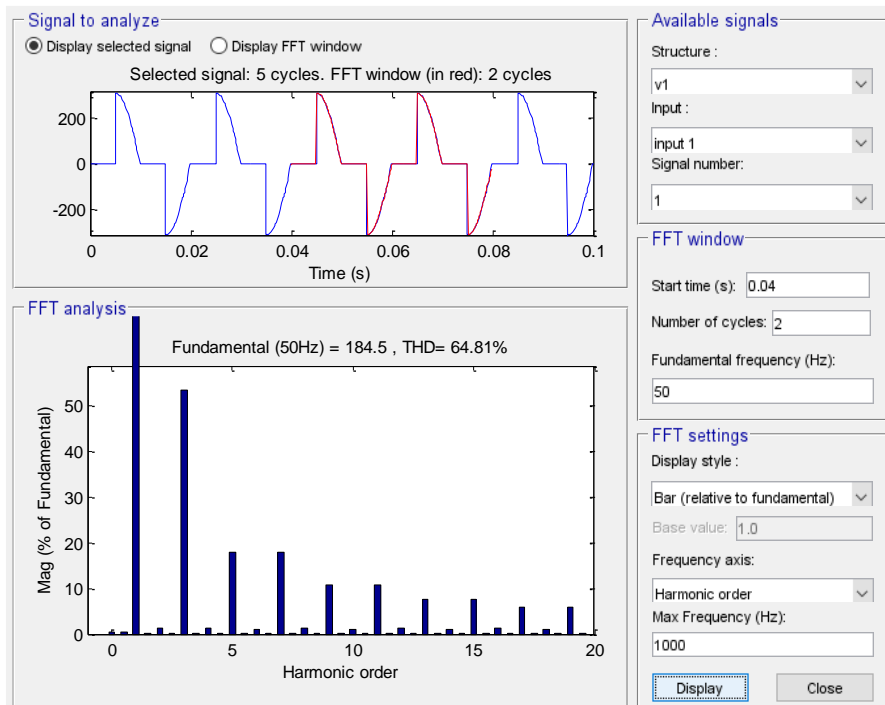 Signal to analyze
Display selected signal Display FFT window
Selected signal: 5 cycles. FFT window (in red): 2 cycles
200
0
-200
0 0.02 0.04 0.06 0.08 0.1
Time (s)
FFT analysis
Fundamental (50Hz) = 184.5 , THD= 64.81%
Mag (% of Fundamental)
50
40
30
20
10
0
0 5 10 15 20
Harmonic order
Available signals
Structure :
v1
Input :
input 1
Signal number:
1
FFT window
Start time (s): 0.04
Number of cycles: 2
Fundamental frequency (Hz):
50
FFT settings
Display style :
Bar (relative to fundamental)
Base value: 1.0
Frequency axis:
Harmonic order
Max Frequency (Hz):
1000
Display Close